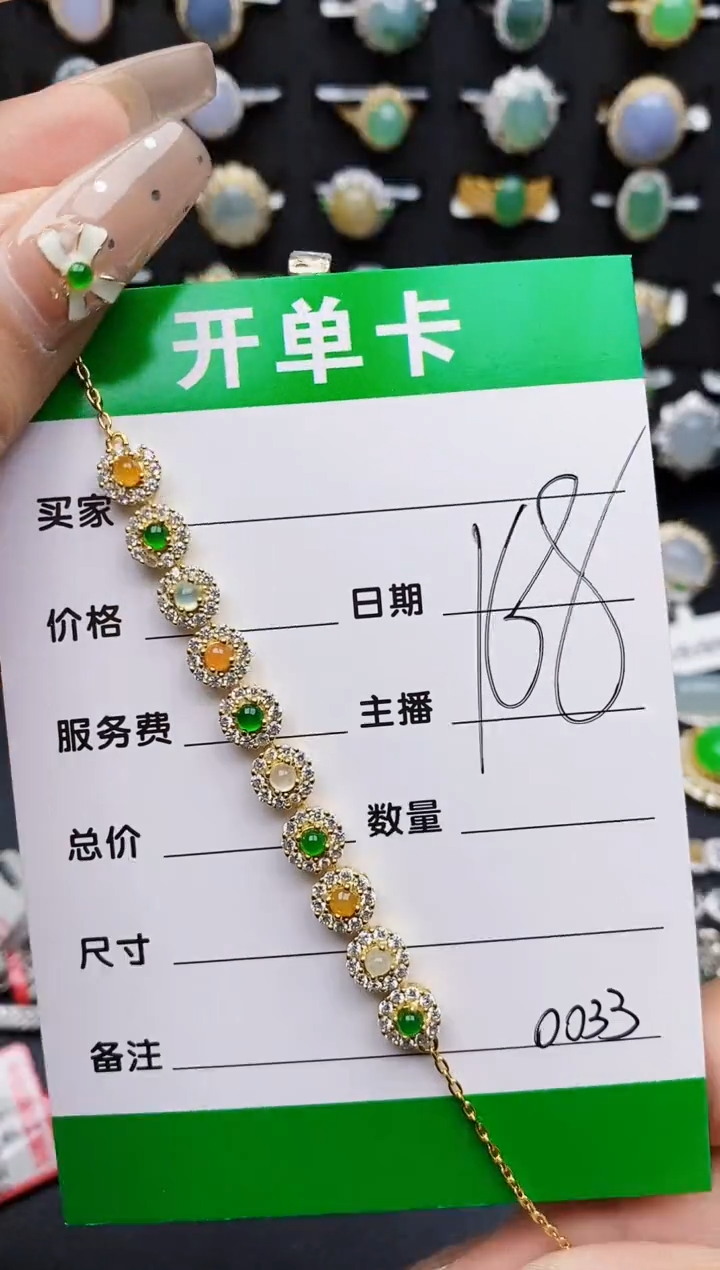 开单卡
买家
价格 日期
168
服务费 主播
总价 数量
尺寸
备注 0033